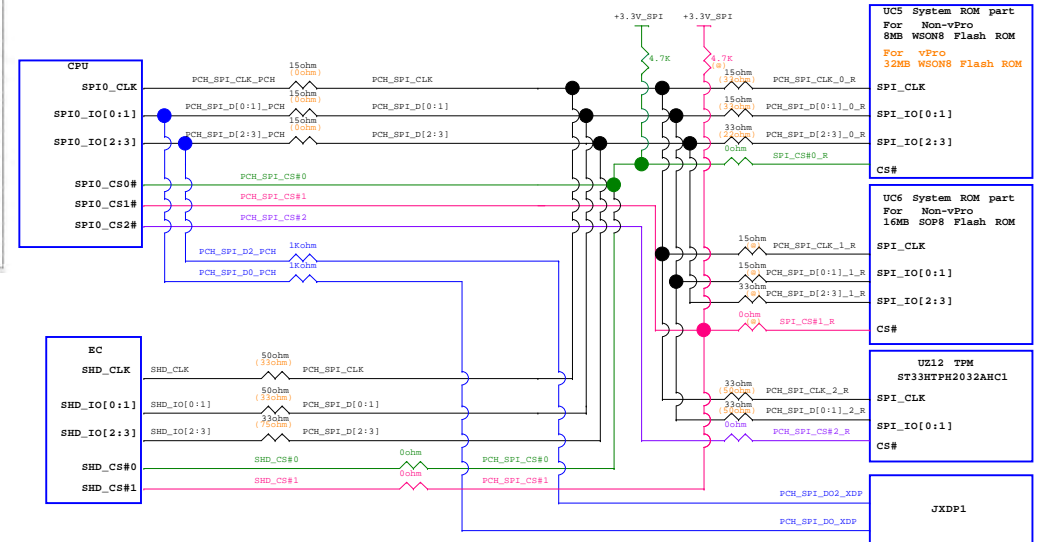 +3.3V_SPI
+3.3V_SPI
UC5 System ROM part
For Non-vPro
8MB WSON8 Flash ROM
For vPro
32MB WSON8 Flash ROM
4.7K
4.7K
(@)
CPU
SPI0_CLK
15ohm
(0ohm)
PCH_SPI_CLK_PCH
PCH_SPI_CLK
15ohm
(33ohm)
PCH_SPI_CLK_0_R
SPI_CLK
SPI0_IO[0:1]
PCH_SPI_D[0:1]_PCH
15ohm
(0ohm)
PCH_SPI_D[0:1]
15ohm
(33ohm)
PCH_SPI_D[0:1]_0_R
SPI_IO[0:1]
SPI0_IO[2:3]
PCH_SPI_D[2:3]_PCH
15ohm
(0ohm)
PCH_SPI_D[2:3]
33ohm
PCH_SPI_D[2:3]_0_R
SPI_IO[2:3]
0ohm
SPI_CS#0_R
CS#
SPI0_CS0#
PCH_SPI_CS#0
SPI0_CS1#
PCH_SPI_CS#1
SPI0_CS2#
PCH_SPI_CS#2
UC6 System ROM part
For Non-vPro
16MB SOP8 Flash ROM
PCH_SPI_D2_PCH
1Kohm
PCH_SPI_D0_PCH
1Kohm
15ohm
(@)
PCH_SPI_CLK_1_R
SPI_CLK
15ohm
(@)
PCH_SPI_D[0:1]_1_R
SPI_IO[0:1]
33ohm
(@)
PCH_SPI_D[2:3]_1_R
SPI_IO[2:3]
0ohm
(@)
SPI_CS#1_R
CS#
EC
SHD_CLK
SHD_CLK
50ohm
(33ohm)
PCH_SPI_CLK
SHD_IO[0:1]
SHD_IO[0:1]
50ohm
(33ohm)
PCH_SPI_D[0:1]
SHD_IO[2:3]
SHD_IO[2:3]
33ohm
(75ohm)
PCH_SPI_D[2:3]
SHD_CS#0
SHD_CS#0
0ohm
PCH_SPI_CS#0
SHD_CS#1
SHD_CS#1
0ohm
PCH_SPI_CS#1
UZ12 TPM
ST33HTPH2032AHC1
33ohm
(50ohm)
PCH_SPI_CLK_2_R
SPI_CLK
33ohm
(50ohm)
PCH_SPI_D[0:1]_2_R
SPI_IO[0:1]
0ohm
PCH_SPI_CS#2_R
CS#
PCH_SPI_DO2_XDP
PCH_SPI_DO_XDP
JXDP1